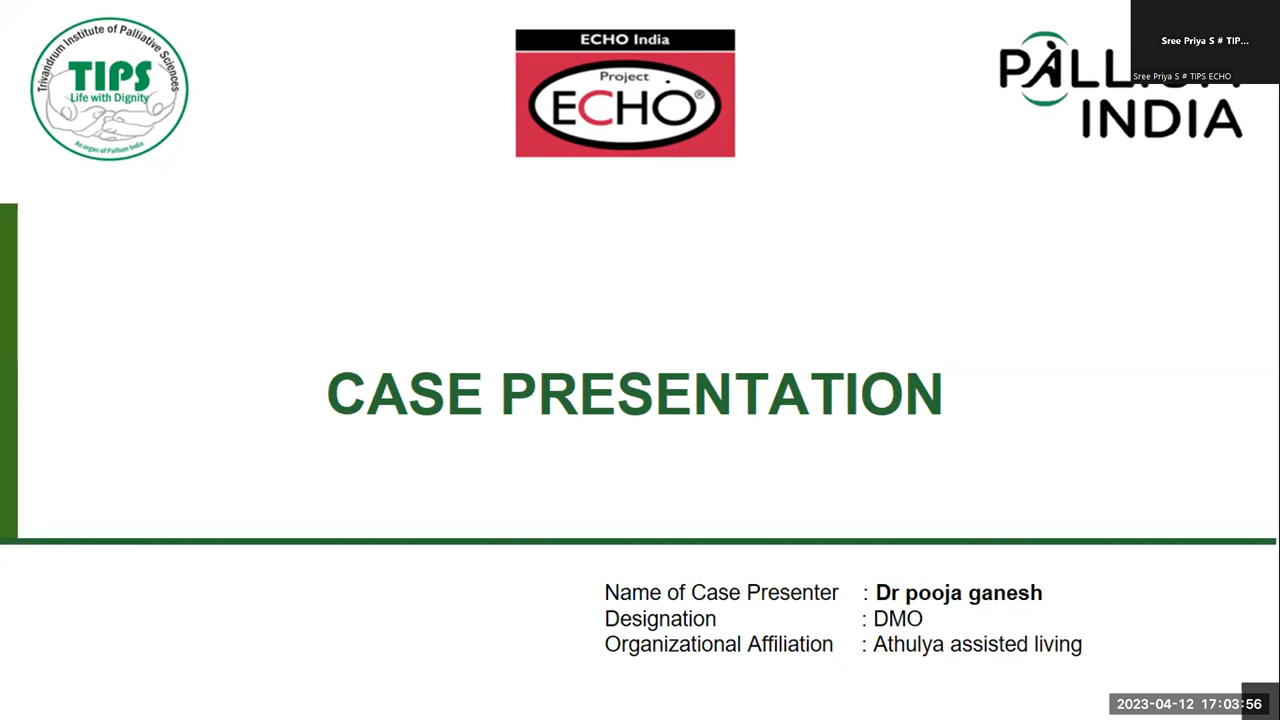 Trivandrum Institute of Palliative Sciences
TIPS
Life with Dignity
An organ of Pallium India
ECHO India
Project
ECHO®
INDIA
Sree Priya S # TIP...
Sree Priya S # TIPS ECHO
CASE PRESENTATION
Name of Case Presenter : Dr pooja ganesh
Designation : DMO
Organizational Affiliation : Athulya assisted living
2023-04-12 17:03:56